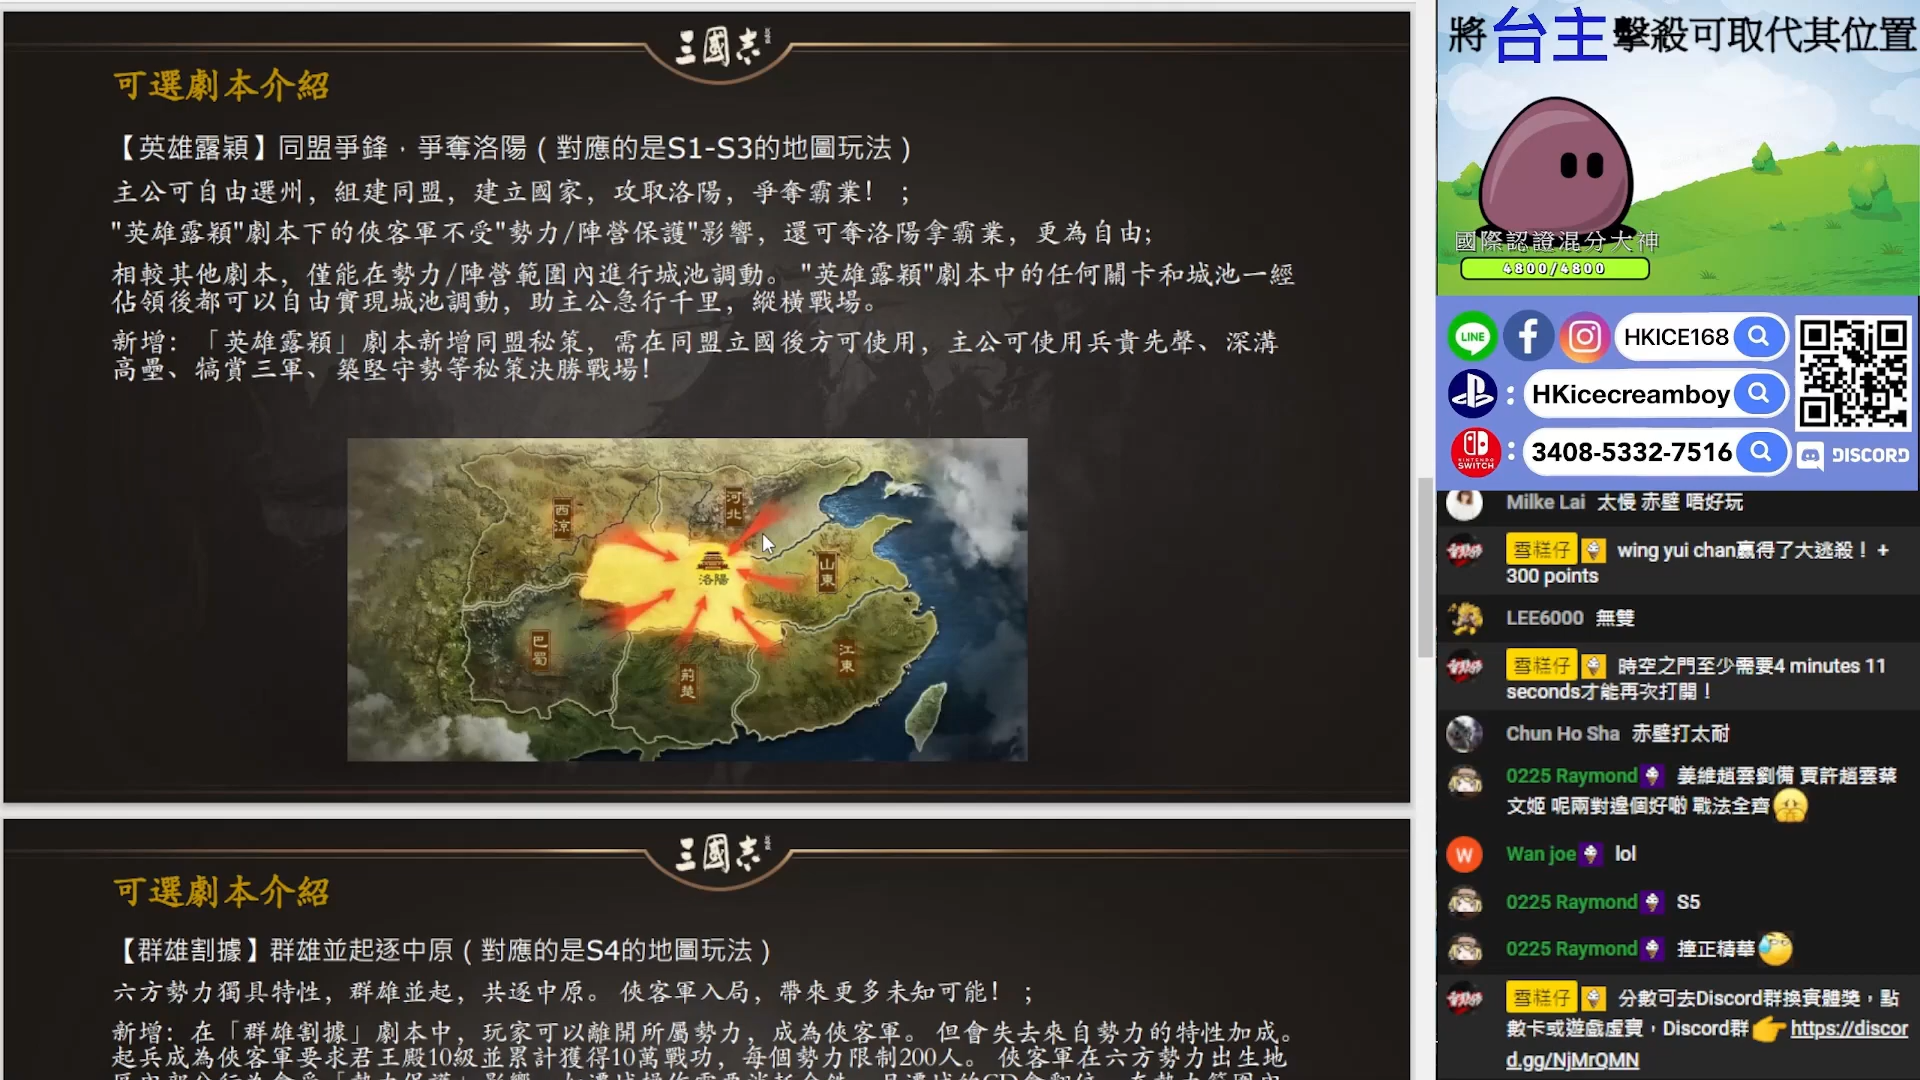 三國志
可選劇本介紹
【英雄露穎】同盟爭鋒，爭奪洛陽（對應的是S1-S3的地圖玩法）
主公可自由選州，組建同盟，建立國家，攻取洛陽，爭奪霸業！；
"英雄露穎"劇本下的俠客軍不受"勢力/陣營保護"影響，還可奪洛陽拿霸業，更為自由;
相較其他劇本，僅能在勢力/陣營範圍內進行城池調動。"英雄露穎"劇本中的任何關卡和城池一經
佔領後都可以自由實現城池調動，助主公急行千里，縱橫戰場。
新增：「英雄露穎」劇本新增同盟秘策，需在同盟立國後方可使用，主公可使用兵貴先聲、深溝
高壘、犒賞三軍、築堅守勢等秘策決勝戰場！
西涼
河北
洛陽
山東
巴蜀
荊楚
江東
三國志
可選劇本介紹
【群雄割據】群雄並起逐中原（對應的是S4的地圖玩法）
六方勢力獨具特性，群雄並起，共逐中原。俠客軍入局，帶來更多未知可能！；
新增：在「群雄割據」劇本中，玩家可以離開所屬勢力，成為俠客軍。但會失去來自勢力的特性加成。
起兵成為俠客軍要求君王殿10級並累計獲得10萬戰功，每個勢力限制200人。俠客軍在六方勢力出生地
將台主擊殺可取代其位置
國際認證混分大神
4800/4800
LINE
HKICE168
: HKicecreamboy
NINTENDO SWITCH : 3408-5332-7516
DISCORD
Milke Lai 太慢 赤壁 唔好玩
雪糕仔 wing yui chan贏得了大逃殺！ +
300 points
LEE6000 無雙
雪糕仔 時空之門至少需要4 minutes 11
seconds才能再次打開！
Chun Ho Sha 赤壁打太耐
0225 Raymond 姜維趙雲劉備 賈許趙雲蔡
文姬 呢兩對邊個好啲 戰法全齊
W Wan joe lol
0225 Raymond S5
0225 Raymond 撞正精華
雪糕仔 分數可去Discord群換實體獎，點
數卡或遊戲虛寶，Discord群👉 https://discor
d.gg/NjMrQMN